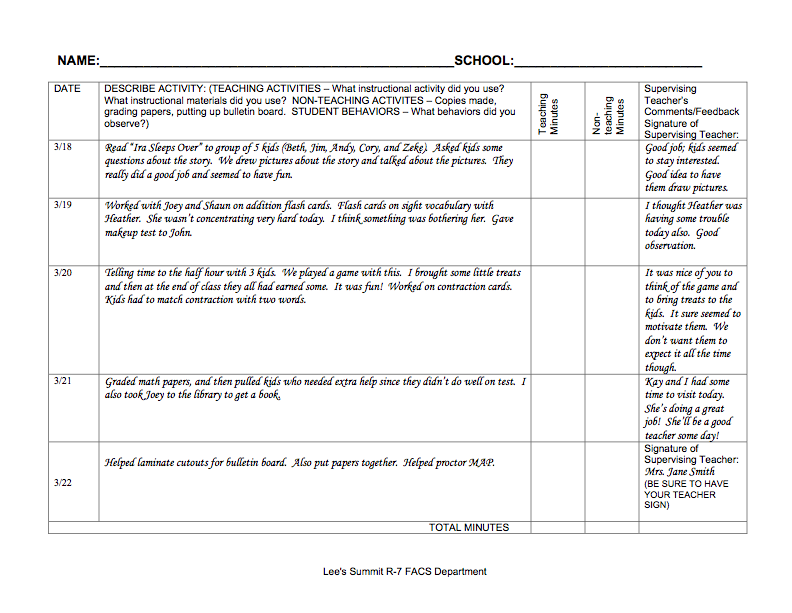 NAME:________________________________________________SCHOOL:__________________________
DATE
DESCRIBE ACTIVITY: (TEACHING ACTIVITIES – What instructional activity did you use?
What instructional materials did you use? NON-TEACHING ACTIVITES – Copies made,
grading papers, putting up bulletin board. STUDENT BEHAVIORS – What behaviors did you
observe?)
Teaching
Minutes
Non-
teaching
Minutes
Supervising
Teacher's
Comments/Feedback
Signature of
Supervising Teacher:
3/18
Read "Ira Sleeps Over" to group of 5 kids (Beth, Jim, Andy, Cory, and Zeke). Asked kids some
questions about the story. We drew pictures about the story and talked about the pictures. They
really did a good job and seemed to have fun.
Good job; kids seemed
to stay interested.
Good idea to have
them draw pictures.
3/19
Worked with Joey and Shaun on addition flash cards. Flash cards on sight vocabulary with
Heather. She wasn't concentrating very hard today. I think something was bothering her. Gave
makeup test to John.
I thought Heather was
having some trouble
today also. Good
observation.
3/20
Telling time to the half hour with 3 kids. We played a game with this. I brought some little treats
and then at the end of class they all had earned some. It was fun! Worked on contraction cards.
Kids had to match contraction with two words.
It was nice of you to
think of the game and
to bring treats to the
kids. It sure seemed to
motivate them. We
don't want them to
expect it all the time
though.
3/21
Graded math papers, and then pulled kids who needed extra help since they didn't do well on test. I
also took Joey to the library to get a book.
Kay and I had some
time to visit today.
She's doing a great
job! She'll be a good
teacher some day!
3/22
Helped laminate cutouts for bulletin board. Also put papers together. Helped proctor MAP.
Signature of
Supervising Teacher:
Mrs. Jane Smith
(BE SURE TO HAVE
YOUR TEACHER
SIGN)
TOTAL MINUTES
Lee's Summit R-7 FACS Department